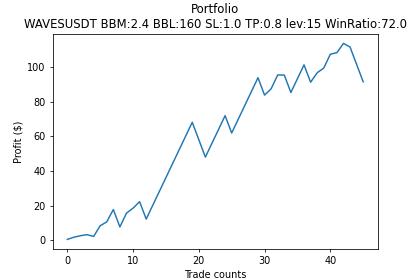 Portfolio
WAVESUSDT BBM:2.4 BBL:160 SL:1.0 TP:0.8 lev:15 WinRatio:72.0
100
80
60
40
20
0
Profit ($)
0 10 20 30 40
Trade counts